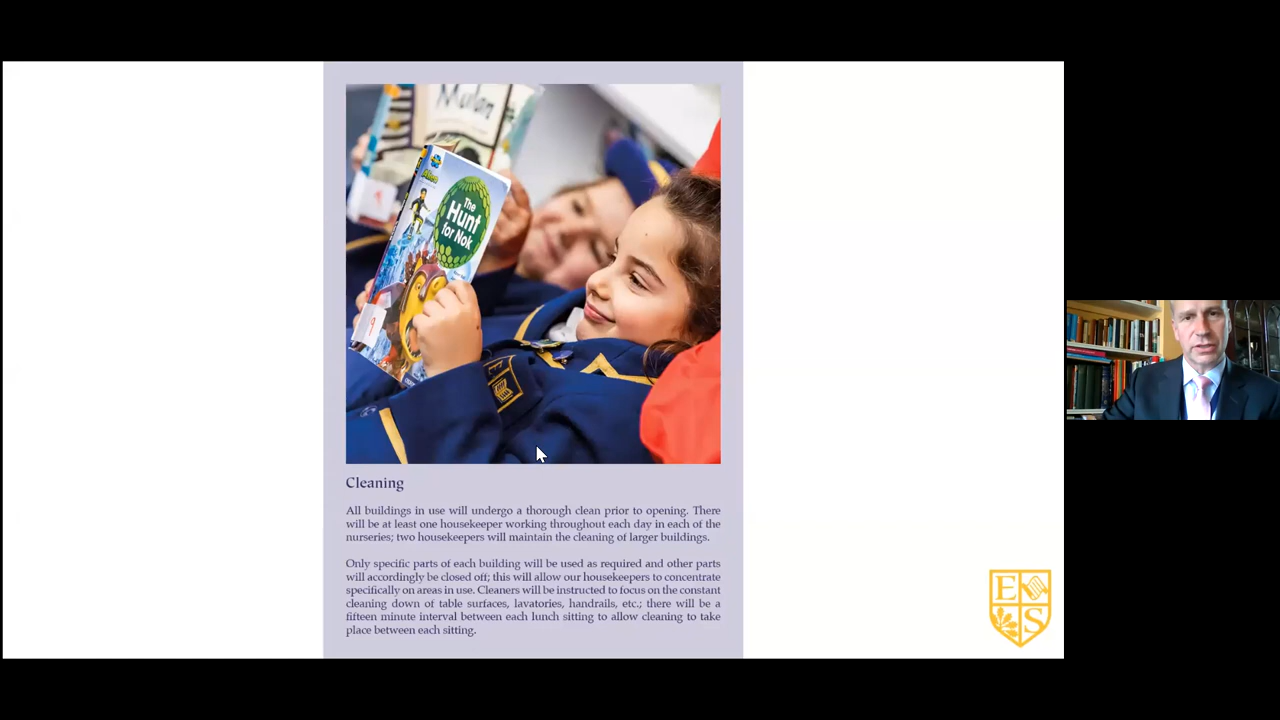 Mulan
Alien
The
Hunt
for Nok
9
Cleaning
All buildings in use will undergo a thorough clean prior to opening. There
will be at least one housekeeper working throughout each day in each of the
nurseries; two housekeepers will maintain the cleaning of larger buildings.
Only specific parts of each building will be used as required and other parts
will accordingly be closed off; this will allow our housekeepers to concentrate
specifically on areas in use. Cleaners will be instructed to focus on the constant
cleaning down of table surfaces, lavatories, handrails, etc.; there will be a
fifteen minute interval between each lunch sitting to allow cleaning to take
place between each sitting.
E
S